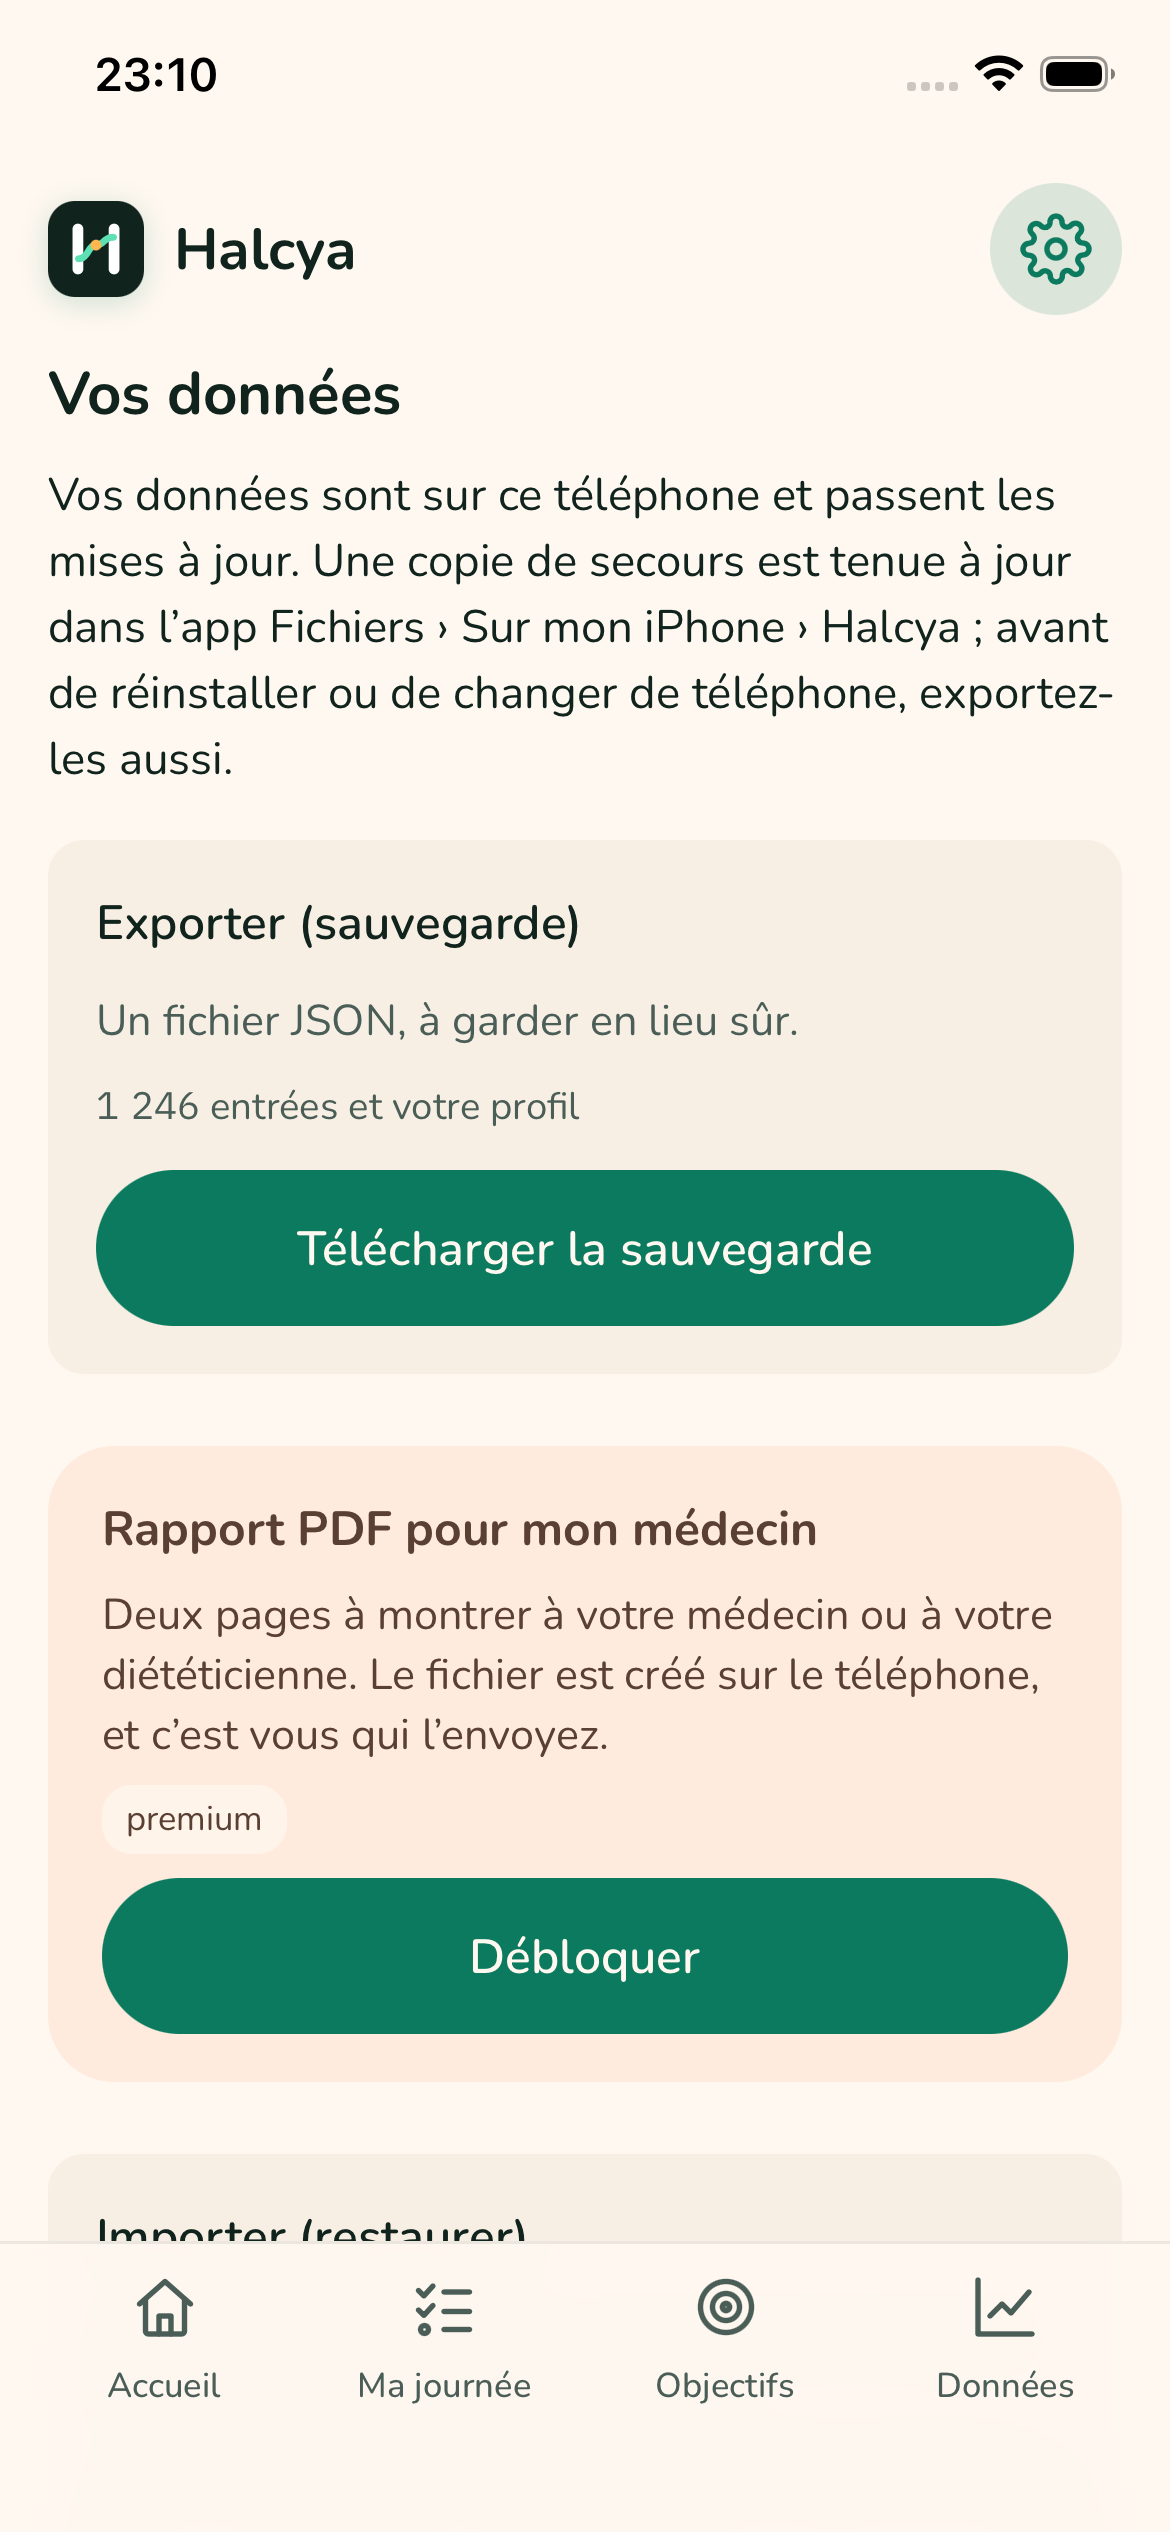 23:10
Halcya
Vos données
Vos données sont sur ce téléphone et passent les
mises à jour. Une copie de secours est tenue à jour
dans l’app Fichiers › Sur mon iPhone › Halcya ; avant
de réinstaller ou de changer de téléphone, exportez-
les aussi.
Exporter (sauvegarde)
Un fichier JSON, à garder en lieu sûr.
1 246 entrées et votre profil
Télécharger la sauvegarde
Rapport PDF pour mon médecin
Deux pages à montrer à votre médecin ou à votre
diététicienne. Le fichier est créé sur le téléphone,
et c’est vous qui l’envoyez.
premium
Débloquer
Importer (restaurer)
Accueil
Ma journée
Objectifs
Données